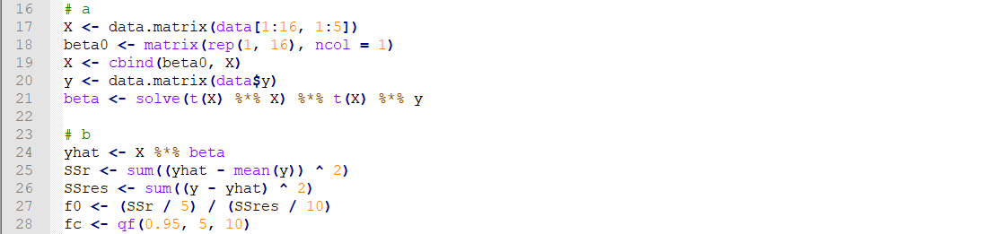 16 # a
17 X <- data.matrix(data[1:16, 1:5])
18 beta0 <- matrix(rep(1, 16), ncol = 1)
19 X <- cbind(beta0, X)
20 y <- data.matrix(data$y)
21 beta <- solve(t(X) %*% X) %*% t(X) %*% y
22
23 # b
24 yhat <- X %*% beta
25 SSr <- sum((yhat - mean(y)) ^ 2)
26 SSres <- sum((y - yhat) ^ 2)
27 f0 <- (SSr / 5) / (SSres / 10)
28 fc <- qf(0.95, 5, 10)